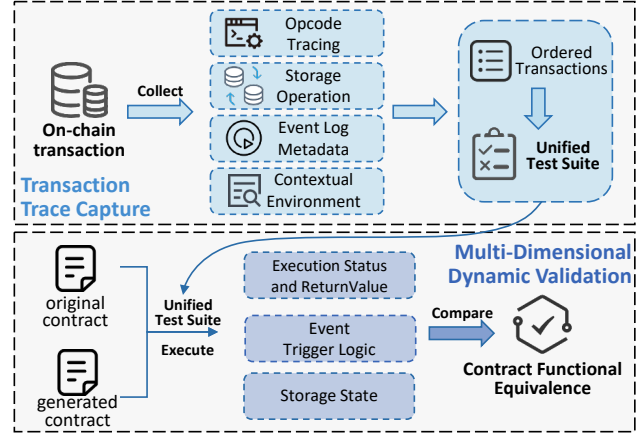 On-chain
transaction
Collect
Opcode
Tracing
Storage
Operation
Event Log
Metadata
Contextual
Environment
Ordered
Transactions
Unified
Test Suite
Transaction
Trace Capture
Multi-Dimensional
Dynamic Validation
original
contract
generated
contract
Unified
Test Suite
Execute
Execution Status
and ReturnValue
Event
Trigger Logic
Storage State
Compare
Contract Functional
Equivalence